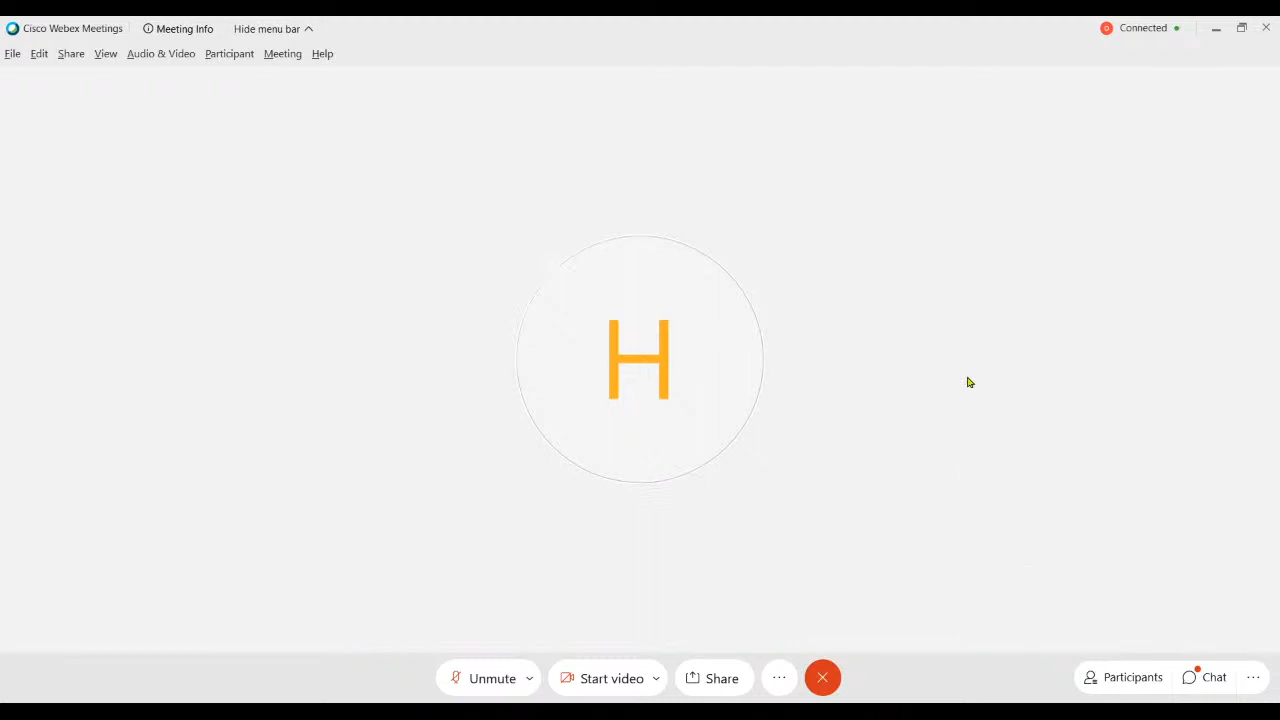 Cisco Webex Meetings Meeting Info Hide menu bar Connected
File Edit Share View Audio & Video Participant Meeting Help
H
Unmute Start video Share Participants Chat